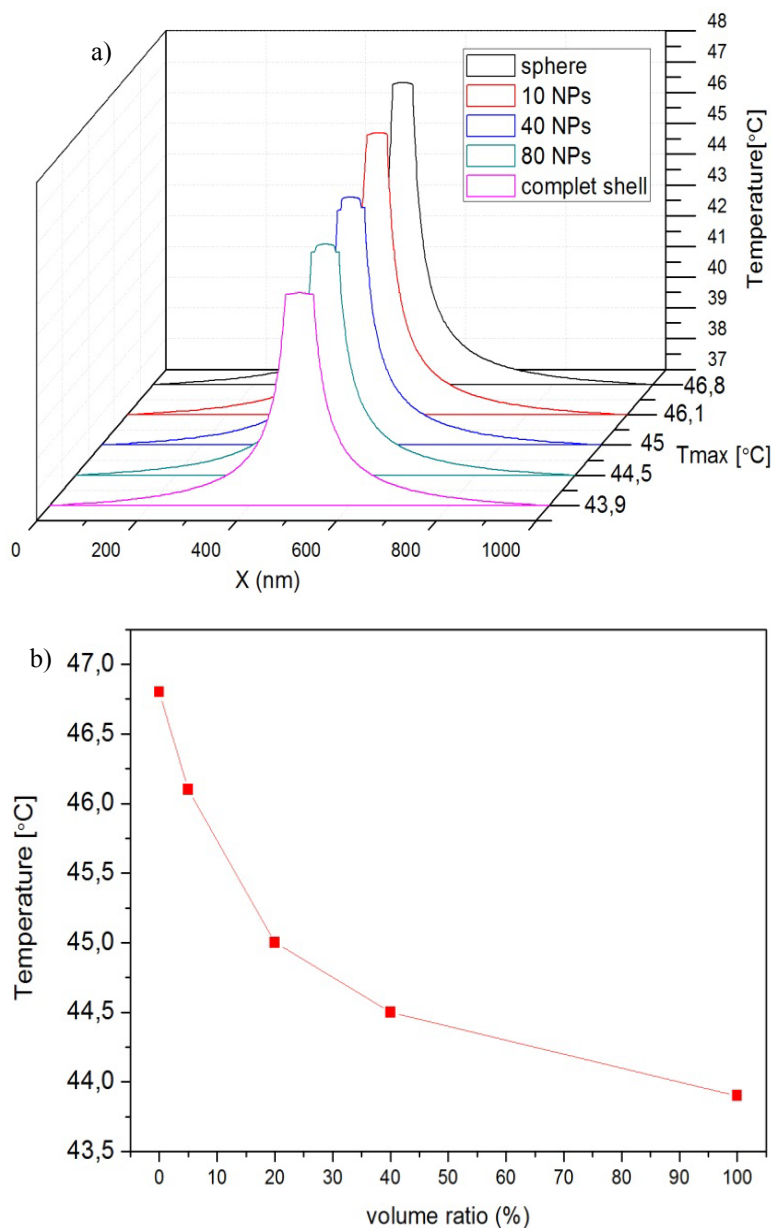 a)
sphere
10 NPs
40 NPs
80 NPs
complet shell
48
47
46
45
44
43
42
41
40
39
38
37
Temperature[°C]
46,8
46,1
45
44,5
43,9
Tmax [°C]
0 200 400 600 800 1000
X (nm)
b)
47,0
46,5
46,0
45,5
45,0
44,5
44,0
43,5
Temperature [°C]
0 10 20 30 40 50 60 70 80 90 100
volume ratio (%)